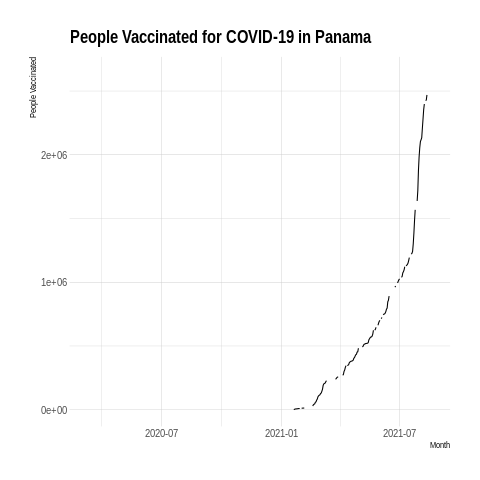 People Vaccinated for COVID-19 in Panama
People Vaccinated
2e+06
1e+06
0e+00
2020-07
2021-01
2021-07
Month